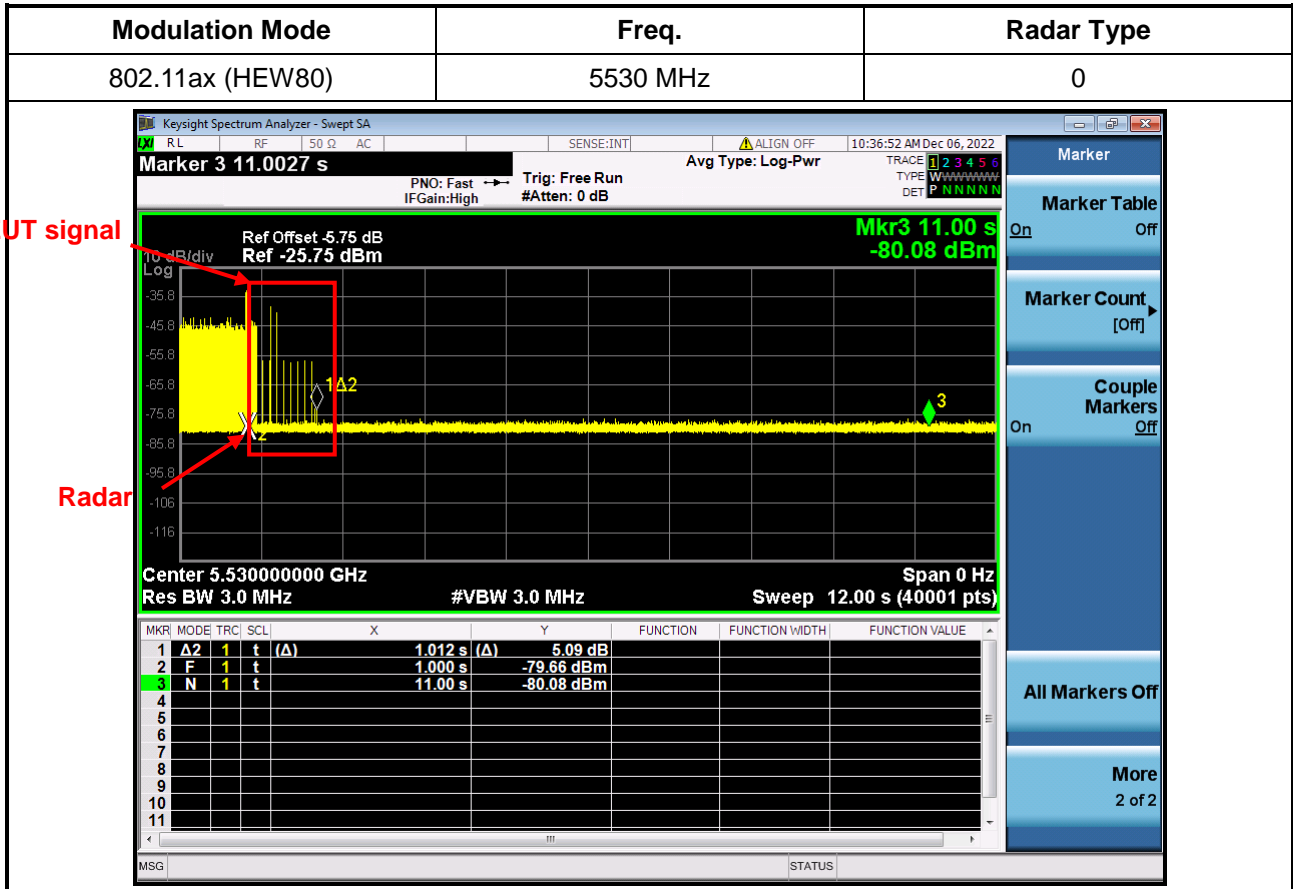 Modulation Mode Freq. Radar Type
802.11ax (HEW80) 5530 MHz 0
Keysight Spectrum Analyzer - Swept SA
LXI RL RF 50 Ω AC SENSE:INT ALIGN OFF 10:36:52 AM Dec 06, 2022
Marker 3 11.0027 s
PNO: Fast
IFGain:High
Trig: Free Run
#Atten: 0 dB
Avg Type: Log-Pwr
TRACE 1 2 3 4 5 6
TYPE W WWWWW
DET P N N N N N
Marker
UT signal
10 dB/div
Log
Ref Offset -5.75 dB
Ref -25.75 dBm
Mkr3 11.00 s
-80.08 dBm
-35.8
-45.8
-55.8
-65.8
-75.8
-85.8
-95.8
-106
-116
1Δ2
2
3
Radar
Center 5.530000000 GHz Span 0 Hz
Res BW 3.0 MHz #VBW 3.0 MHz Sweep 12.00 s (40001 pts)
MKR MODE TRC SCL X Y FUNCTION FUNCTION WIDTH FUNCTION VALUE
1 Δ2 1 t (Δ) 1.012 s (Δ) 5.09 dB
2 F 1 t 1.000 s -79.66 dBm
3 N 1 t 11.00 s -80.08 dBm
4
5
6
7
8
9
10
11
MSG STATUS
Marker Table
On Off
Marker Count
[Off]
Couple
Markers
On Off
All Markers Off
More
2 of 2